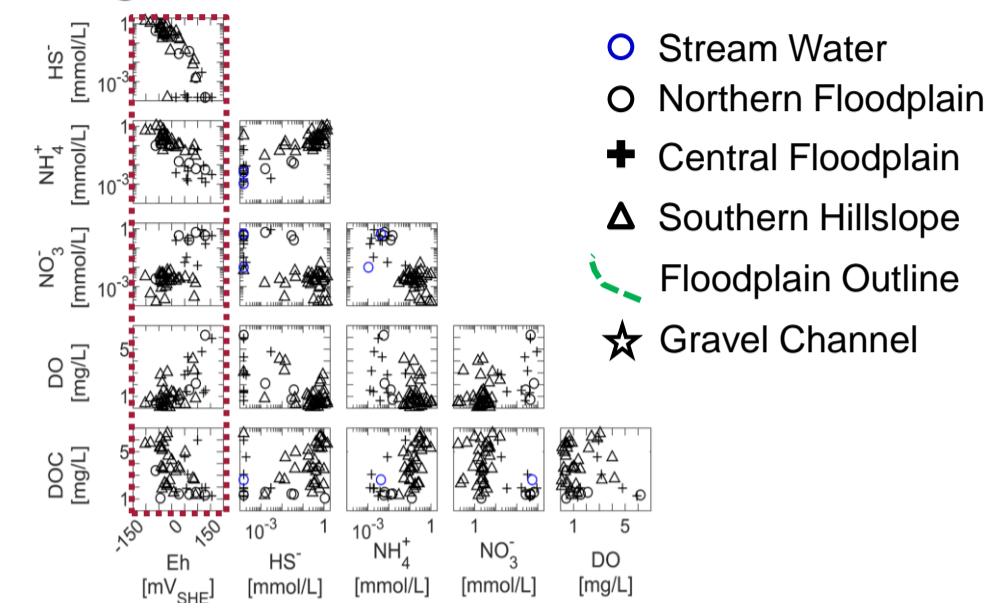 1
HS⁻
[mmol/L]
10⁻³
1
NH₄⁺
[mmol/L]
10⁻³
1
NO₃⁻
[mmol/L]
10⁻³
5
DO
[mg/L]
1
5
DOC
[mg/L]
1
-150 0 150
Eh
[mV_SHE]
10⁻³ 1
HS⁻
[mmol/L]
10⁻³ 1
NH₄⁺
[mmol/L]
1
NO₃⁻
[mmol/L]
1 5
DO
[mg/L]
Stream Water
Northern Floodplain
Central Floodplain
Southern Hillslope
Floodplain Outline
Gravel Channel